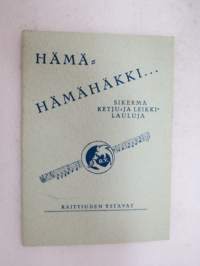 HÄMÄ=
HÄMÄHÄKKI...
SIKERMÄ
KETJU= JA LEIKKI=
LAULUJA
RAITTIUDEN YSTÄVÄT